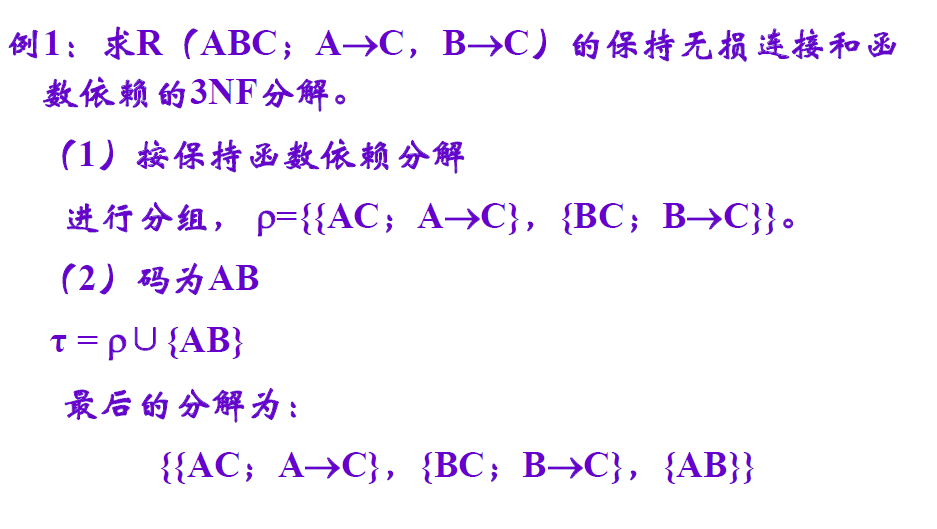 例1：求R（ABC；A→C，B→C）的保持无损连接和函
数依赖的3NF分解。
（1）按保持函数依赖分解
进行分组， ρ={{AC；A→C}，{BC；B→C}}。
（2）码为AB
τ = ρ∪{AB}
最后的分解为：
{{AC；A→C}，{BC；B→C}，{AB}}